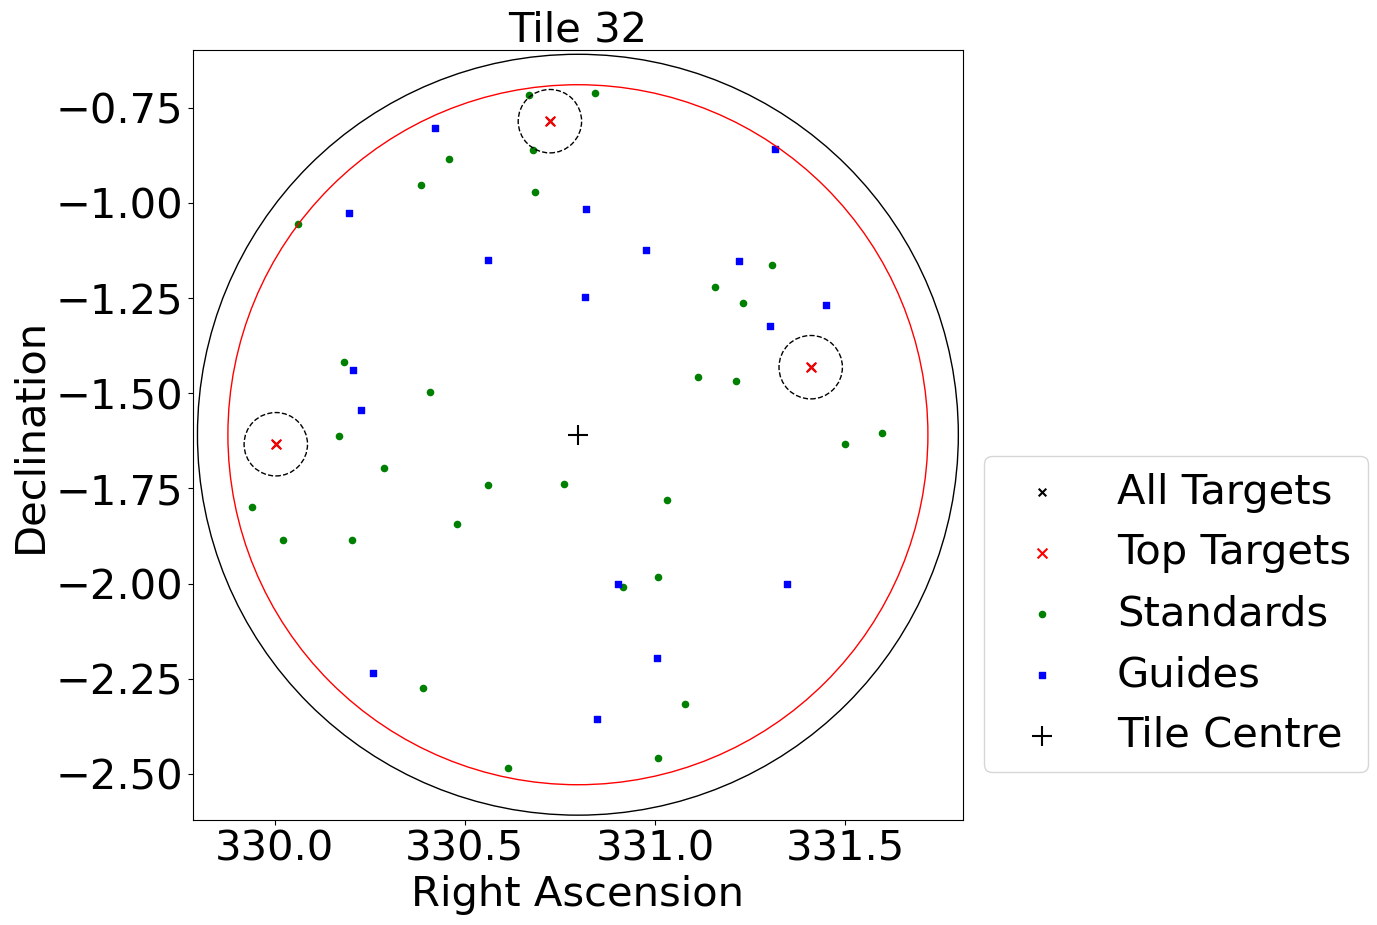 Tile 32
−0.75
−1.00
−1.25
−1.50
−1.75
−2.00
−2.25
−2.50
Declination
330.0 330.5 331.0 331.5
Right Ascension
All Targets
Top Targets
Standards
Guides
Tile Centre